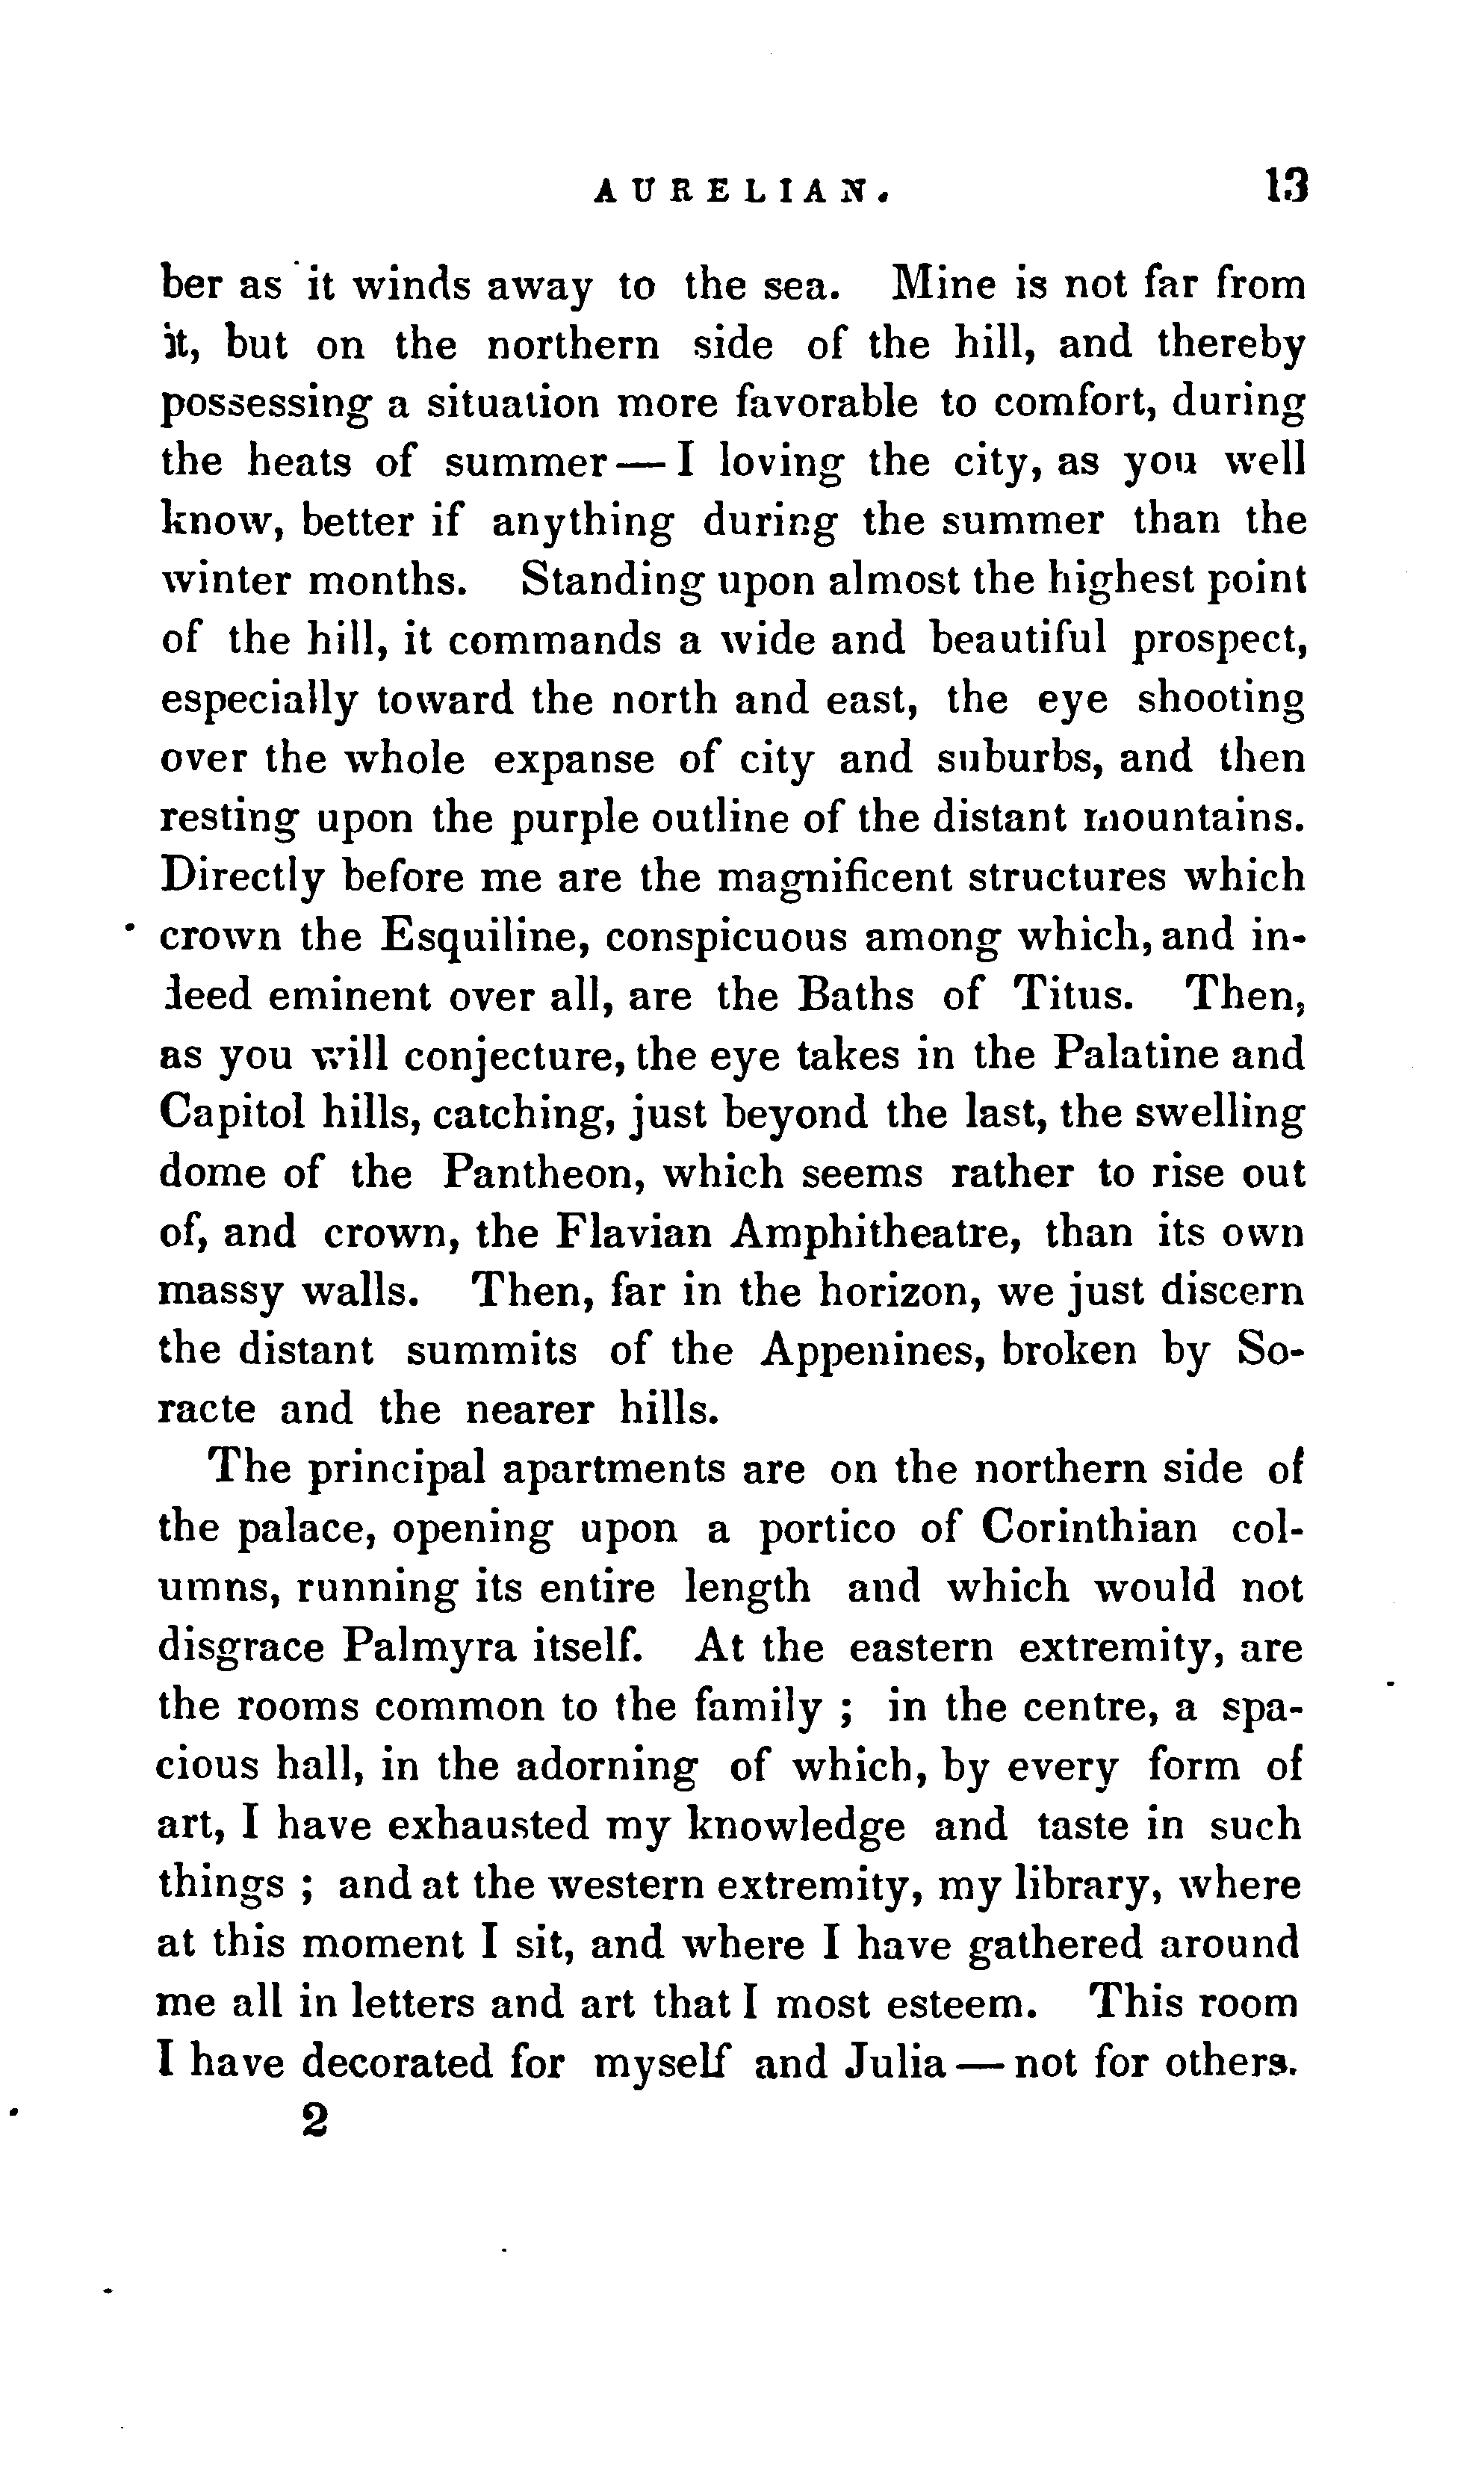 AURELIAN. 13
ber as it winds away to the sea. Mine is not far from
it, but on the northern side of the hill, and thereby
possessing a situation more favorable to comfort, during
the heats of summer — I loving the city, as you well
know, better if anything during the summer than the
winter months. Standing upon almost the highest point
of the hill, it commands a wide and beautiful prospect,
especially toward the north and east, the eye shooting
over the whole expanse of city and suburbs, and then
resting upon the purple outline of the distant mountains.
Directly before me are the magnificent structures which
crown the Esquiline, conspicuous among which, and in-
deed eminent over all, are the Baths of Titus. Then,
as you will conjecture, the eye takes in the Palatine and
Capitol hills, catching, just beyond the last, the swelling
dome of the Pantheon, which seems rather to rise out
of, and crown, the Flavian Amphitheatre, than its own
massy walls. Then, far in the horizon, we just discern
the distant summits of the Appenines, broken by So-
racte and the nearer hills.
The principal apartments are on the northern side of
the palace, opening upon a portico of Corinthian col-
umns, running its entire length and which would not
disgrace Palmyra itself. At the eastern extremity, are
the rooms common to the family ; in the centre, a spa-
cious hall, in the adorning of which, by every form of
art, I have exhausted my knowledge and taste in such
things ; and at the western extremity, my library, where
at this moment I sit, and where I have gathered around
me all in letters and art that I most esteem. This room
I have decorated for myself and Julia — not for others.
2